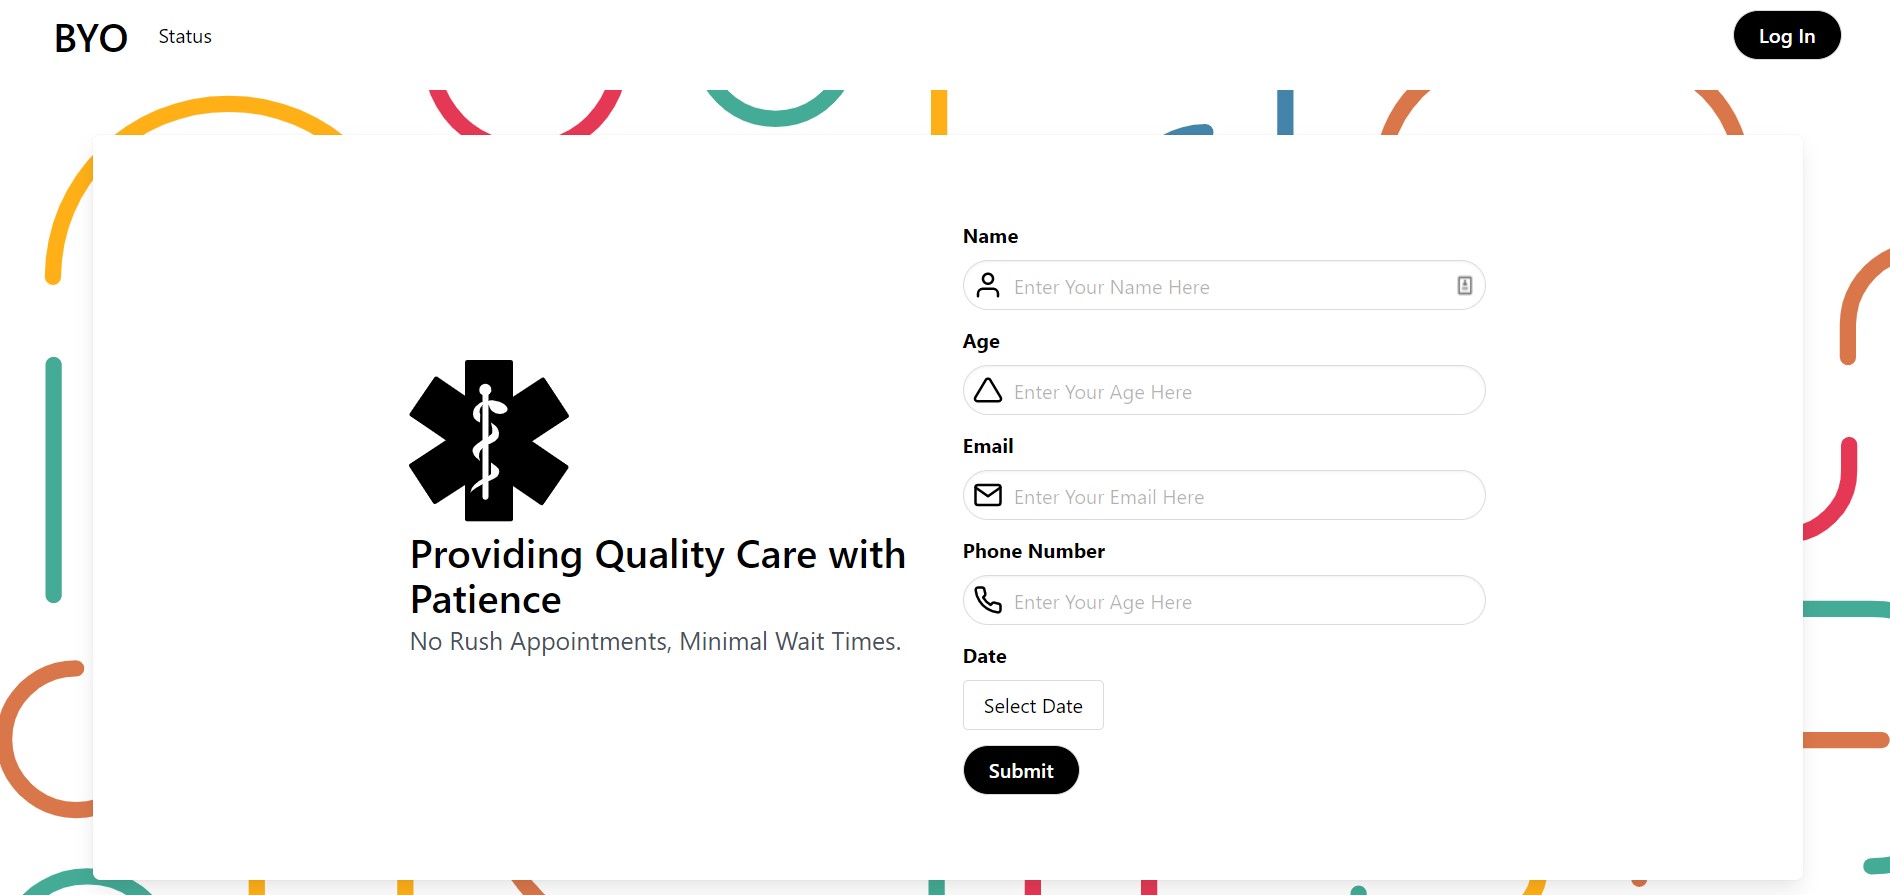 BYO
Status
Log In
Name
Enter Your Name Here
Age
Enter Your Age Here
Email
Enter Your Email Here
Phone Number
Enter Your Age Here
Date
Select Date
Submit
Providing Quality Care with
Patience
No Rush Appointments, Minimal Wait Times.